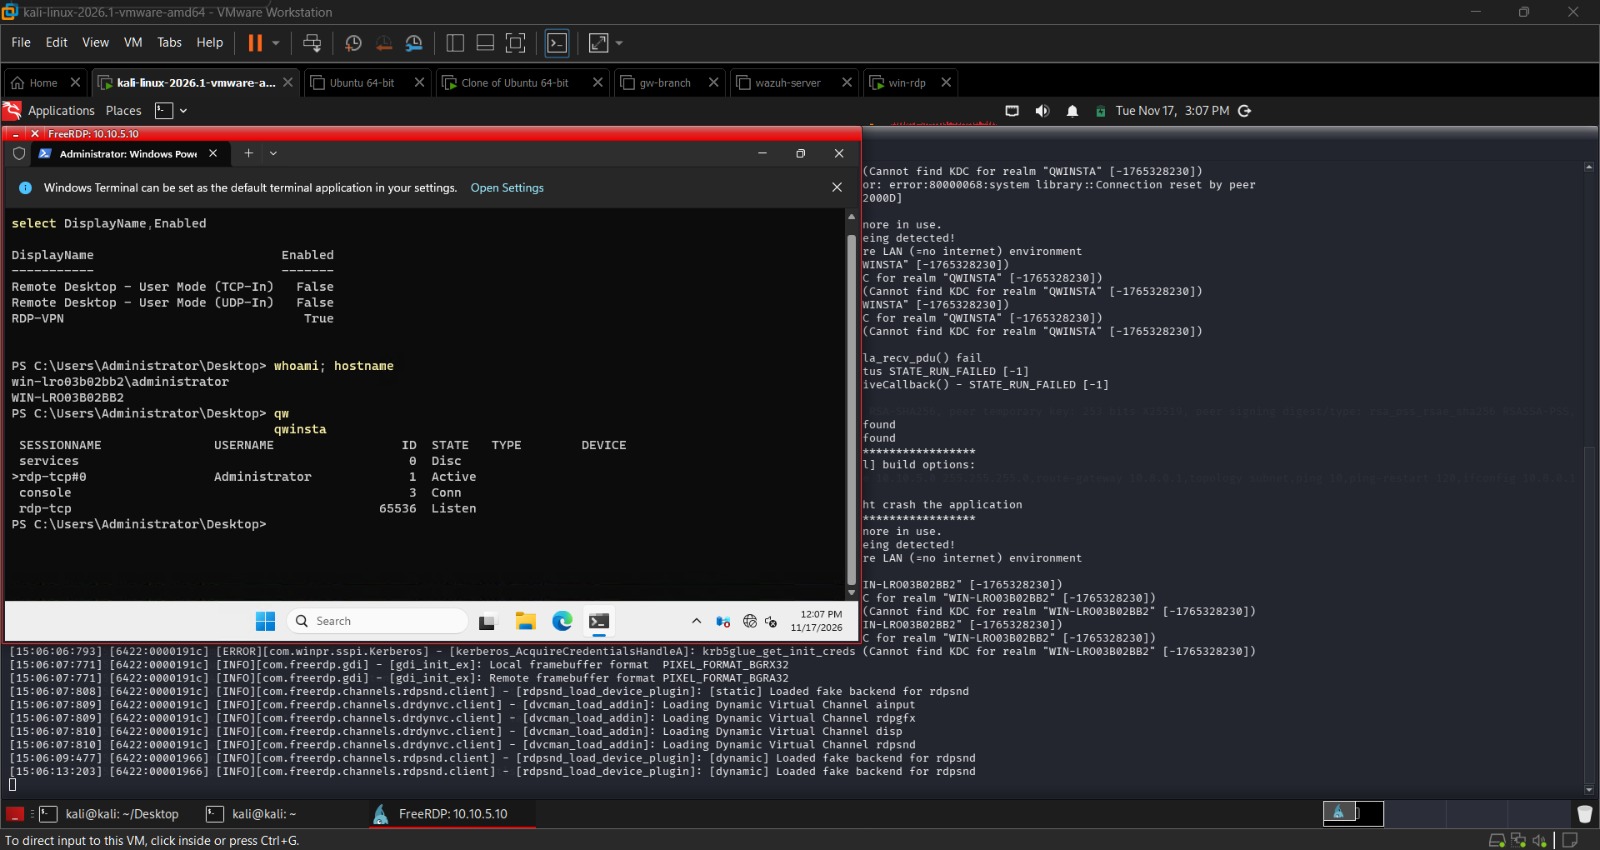 kali-linux-2026.1-vmware-amd64 - VMware Workstation
File Edit View VM Tabs Help
Home kali-linux-2026.1-vmware-a... Ubuntu 64-bit Clone of Ubuntu 64-bit gw-branch wazuh-server win-rdp
Applications Places Tue Nov 17, 3:07 PM
FreeRDP: 10.10.5.10
Administrator: Windows Powe
Windows Terminal can be set as the default terminal application in your settings. Open Settings
select DisplayName,Enabled
DisplayName Enabled
----------- -------
Remote Desktop - User Mode (TCP-In) False
Remote Desktop - User Mode (UDP-In) False
RDP-VPN True
PS C:\Users\Administrator\Desktop> whoami; hostname
win-lro03b02bb2\administrator
WIN-LRO03B02BB2
PS C:\Users\Administrator\Desktop> qw
qwinsta
SESSIONNAME USERNAME ID STATE TYPE DEVICE
services 0 Disc
>rdp-tcp#0 Administrator 1 Active
console 3 Conn
rdp-tcp 65536 Listen
PS C:\Users\Administrator\Desktop>
Search
12:07 PM
11/17/2026
(Cannot find KDC for realm "QWINSTA" [-1765328230])
or: error:80000068:system library::Connection reset by peer
2000D]
nore in use.
eing detected!
re LAN (=no internet) environment
WINSTA" [-1765328230])
C for realm "QWINSTA" [-1765328230])
(Cannot find KDC for realm "QWINSTA" [-1765328230])
WINSTA" [-1765328230])
C for realm "QWINSTA" [-1765328230])
(Cannot find KDC for realm "QWINSTA" [-1765328230])
la_recv_pdu() fail
tus STATE_RUN_FAILED [-1]
iveCallback() - STATE_RUN_FAILED [-1]
found
found
*****************
l] build options:
ht crash the application
*****************
nore in use.
eing detected!
re LAN (=no internet) environment
IN-LRO03B02BB2" [-1765328230])
C for realm "WIN-LRO03B02BB2" [-1765328230])
(Cannot find KDC for realm "WIN-LRO03B02BB2" [-1765328230])
IN-LRO03B02BB2" [-1765328230])
C for realm "WIN-LRO03B02BB2" [-1765328230])
[15:06:06:793] [6422:0000191c] [ERROR][com.winpr.sspi.Kerberos] - [kerberos_AcquireCredentialsHandleA]: krb5glue_get_init_creds (Cannot find KDC for realm "WIN-LRO03B02BB2" [-1765328230])
[15:06:07:771] [6422:0000191c] [INFO][com.freerdp.gdi] - [gdi_init_ex]: Local framebuffer format PIXEL_FORMAT_BGRX32
[15:06:07:771] [6422:0000191c] [INFO][com.freerdp.gdi] - [gdi_init_ex]: Remote framebuffer format PIXEL_FORMAT_BGRA32
[15:06:07:808] [6422:0000191c] [INFO][com.freerdp.channels.rdpsnd.client] - [rdpsnd_load_device_plugin]: [static] Loaded fake backend for rdpsnd
[15:06:07:809] [6422:0000191c] [INFO][com.freerdp.channels.drdynvc.client] - [dvcman_load_addin]: Loading Dynamic Virtual Channel ainput
[15:06:07:809] [6422:0000191c] [INFO][com.freerdp.channels.drdynvc.client] - [dvcman_load_addin]: Loading Dynamic Virtual Channel rdpgfx
[15:06:07:810] [6422:0000191c] [INFO][com.freerdp.channels.drdynvc.client] - [dvcman_load_addin]: Loading Dynamic Virtual Channel disp
[15:06:07:810] [6422:0000191c] [INFO][com.freerdp.channels.drdynvc.client] - [dvcman_load_addin]: Loading Dynamic Virtual Channel rdpsnd
[15:06:09:477] [6422:00001966] [INFO][com.freerdp.channels.rdpsnd.client] - [rdpsnd_load_device_plugin]: [dynamic] Loaded fake backend for rdpsnd
[15:06:13:203] [6422:00001966] [INFO][com.freerdp.channels.rdpsnd.client] - [rdpsnd_load_device_plugin]: [dynamic] Loaded fake backend for rdpsnd
kali@kali: ~/Desktop kali@kali: ~ FreeRDP: 10.10.5.10
To direct input to this VM, click inside or press Ctrl+G.